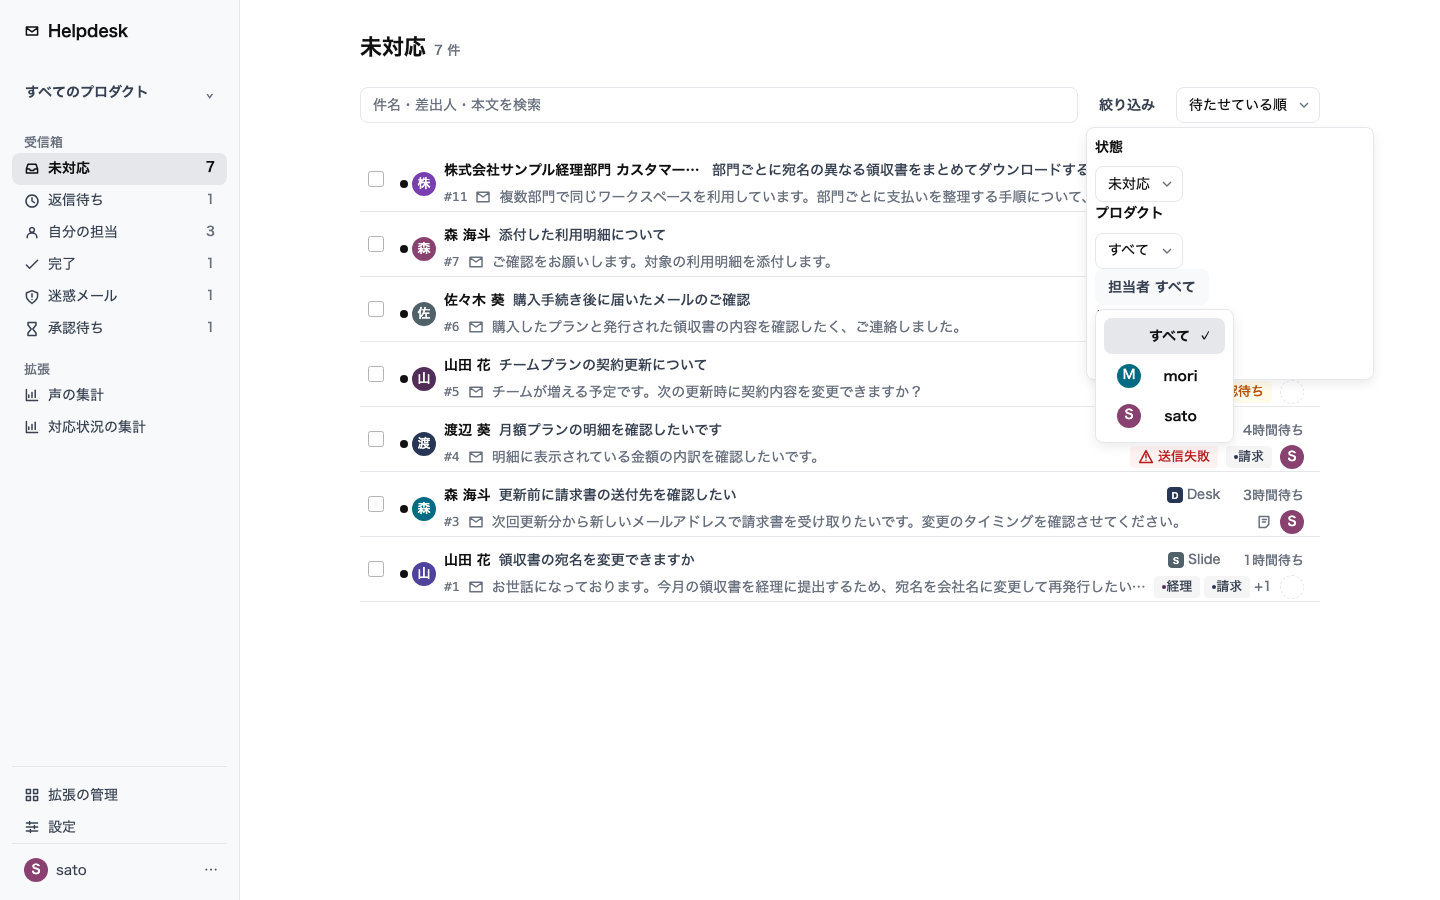 Helpdesk
すべてのプロダクト
受信箱
未対応 7
返信待ち 1
自分の担当 3
完了 1
迷惑メール 1
承認待ち 1
拡張
声の集計
対応状況の集計
拡張の管理
設定
S sato …
未対応 7 件
件名・差出人・本文を検索 絞り込み 待たせている順
株 株式会社サンプル経理部門 カスタマー… 部門ごとに宛名の異なる領収書をまとめてダウンロードする
#11 複数部門で同じワークスペースを利用しています。部門ごとに支払いを整理する手順について、
森 森 海斗 添付した利用明細について
#7 ご確認をお願いします。対象の利用明細を添付します。
佐 佐々木 葵 購入手続き後に届いたメールのご確認
#6 購入したプランと発行された領収書の内容を確認したく、ご連絡しました。
山 山田 花 チームプランの契約更新について
#5 チームが増える予定です。次の更新時に契約内容を変更できますか？ 待ち
渡 渡辺 葵 月額プランの明細を確認したいです 4時間待ち
#4 明細に表示されている金額の内訳を確認したいです。 送信失敗 •請求 S
森 森 海斗 更新前に請求書の送付先を確認したい D Desk 3時間待ち
#3 次回更新分から新しいメールアドレスで請求書を受け取りたいです。変更のタイミングを確認させてください。 S
山 山田 花 領収書の宛名を変更できますか S Slide 1時間待ち
#1 お世話になっております。今月の領収書を経理に提出するため、宛名を会社名に変更して再発行したい… •経理 •請求 +1
状態
未対応
プロダクト
すべて
担当者 すべて
すべて ✓
M mori
S sato